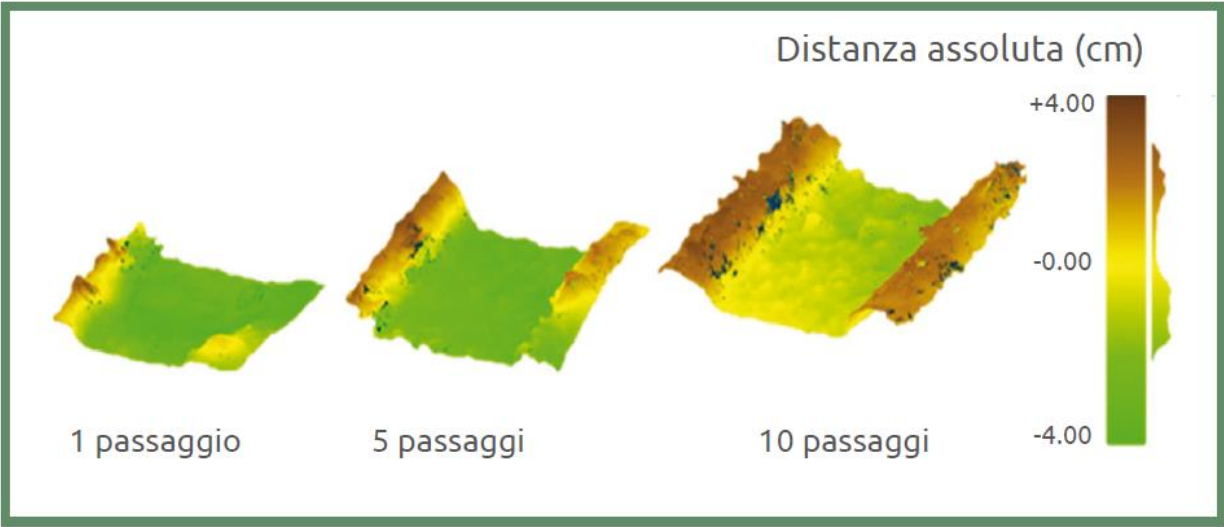 Distanza assoluta (cm)
+4.00
-0.00
-4.00
1 passaggio
5 passaggi
10 passaggi